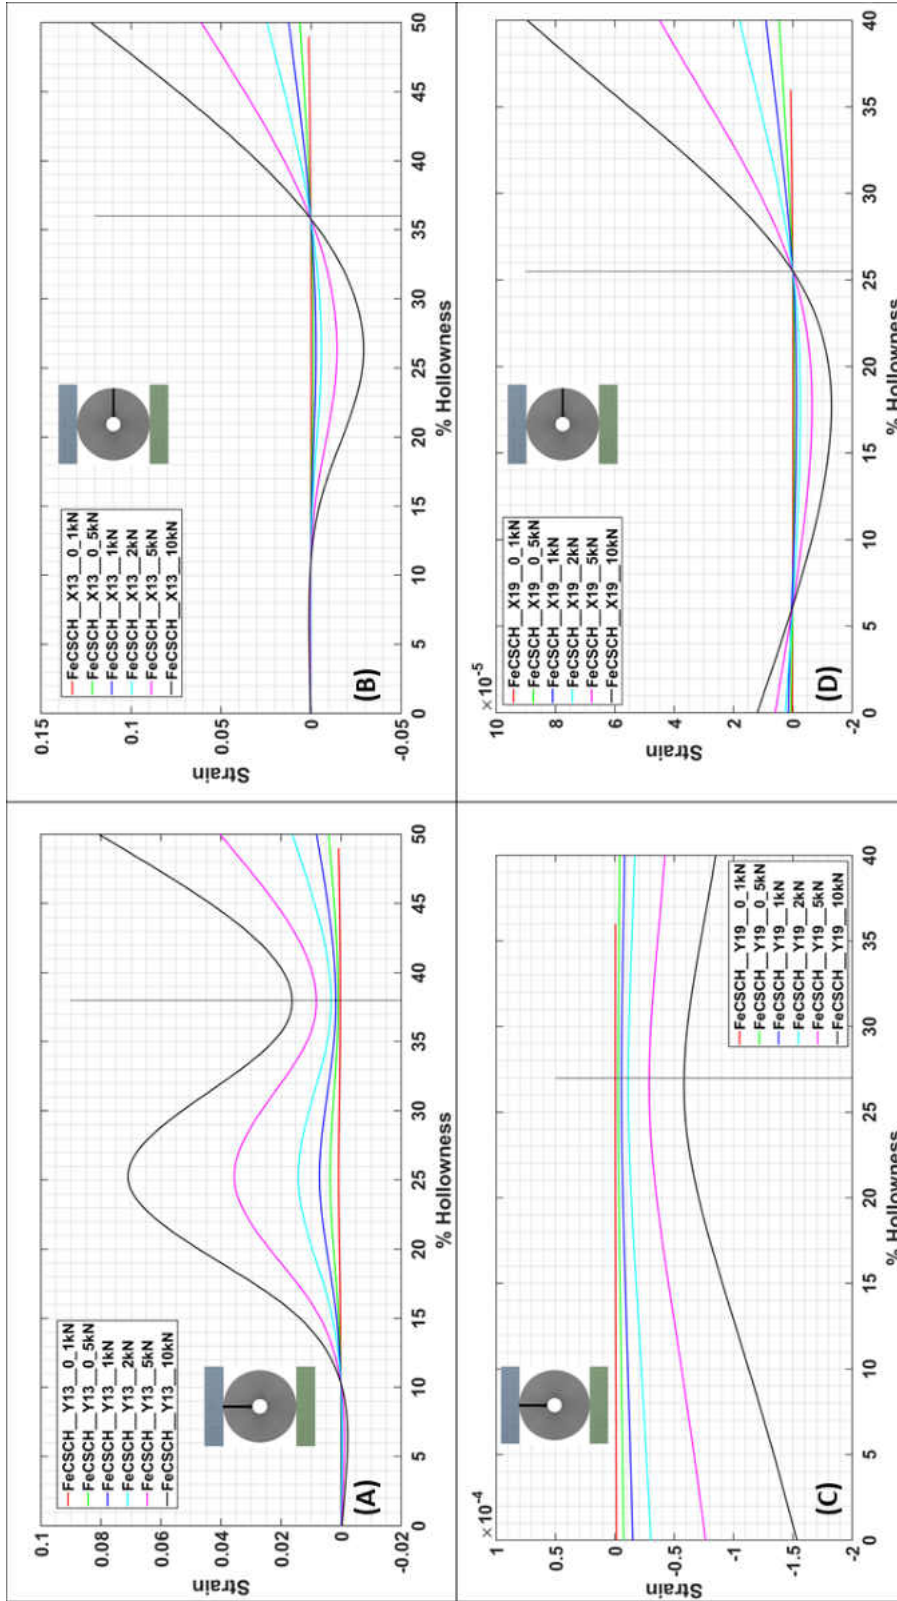 0.1
0.08
0.06
0.04
0.02
0
-0.02
Strain
0
5
10
15
20
25
30
35
40
45
50
% Hollowness
FeCSCH__Y13__0_1kN
FeCSCH__Y13__0_5kN
FeCSCH__Y13__1kN
FeCSCH__Y13__2kN
FeCSCH__Y13__5kN
FeCSCH__Y13__10kN
(A)
0.15
0.1
0.05
0
-0.05
Strain
0
5
10
15
20
25
30
35
40
45
50
% Hollowness
FeCSCH__X13__0_1kN
FeCSCH__X13__0_5kN
FeCSCH__X13__1kN
FeCSCH__X13__2kN
FeCSCH__X13__5kN
FeCSCH__X13__10kN
(B)
×10-4
1
0.5
0
-0.5
-1
-1.5
-2
Strain
0
5
10
15
20
25
30
35
40
% Hollowness
FeCSCH__Y19__0_1kN
FeCSCH__Y19__0_5kN
FeCSCH__Y19__1kN
FeCSCH__Y19__2kN
FeCSCH__Y19__5kN
FeCSCH__Y19__10kN
(C)
×10-5
10
8
6
4
2
0
-2
Strain
0
5
10
15
20
25
30
35
40
% Hollowness
FeCSCH__X19__0_1kN
FeCSCH__X19__0_5kN
FeCSCH__X19__1kN
FeCSCH__X19__2kN
FeCSCH__X19__5kN
FeCSCH__X19__10kN
(D)